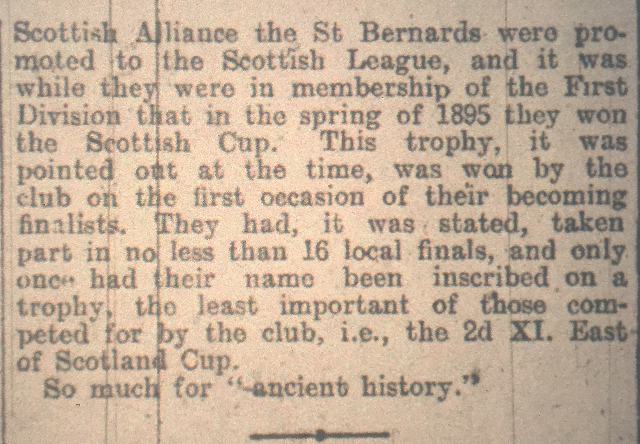 Scottish Alliance the St Bernards were pro-
moted to the Scottish League, and it was
while they were in membership of the First
Division that in the spring of 1895 they won
the Scottish Cup. This trophy, it was
pointed out at the time, was won by the
club on the first occasion of their becoming
finalists. They had, it was stated, taken
part in no less than 16 local finals, and only
once had their name been inscribed on a
trophy, the least important of those com-
peted for by the club, i.e., the 2d XI. East
of Scotland Cup.
So much for "ancient history."